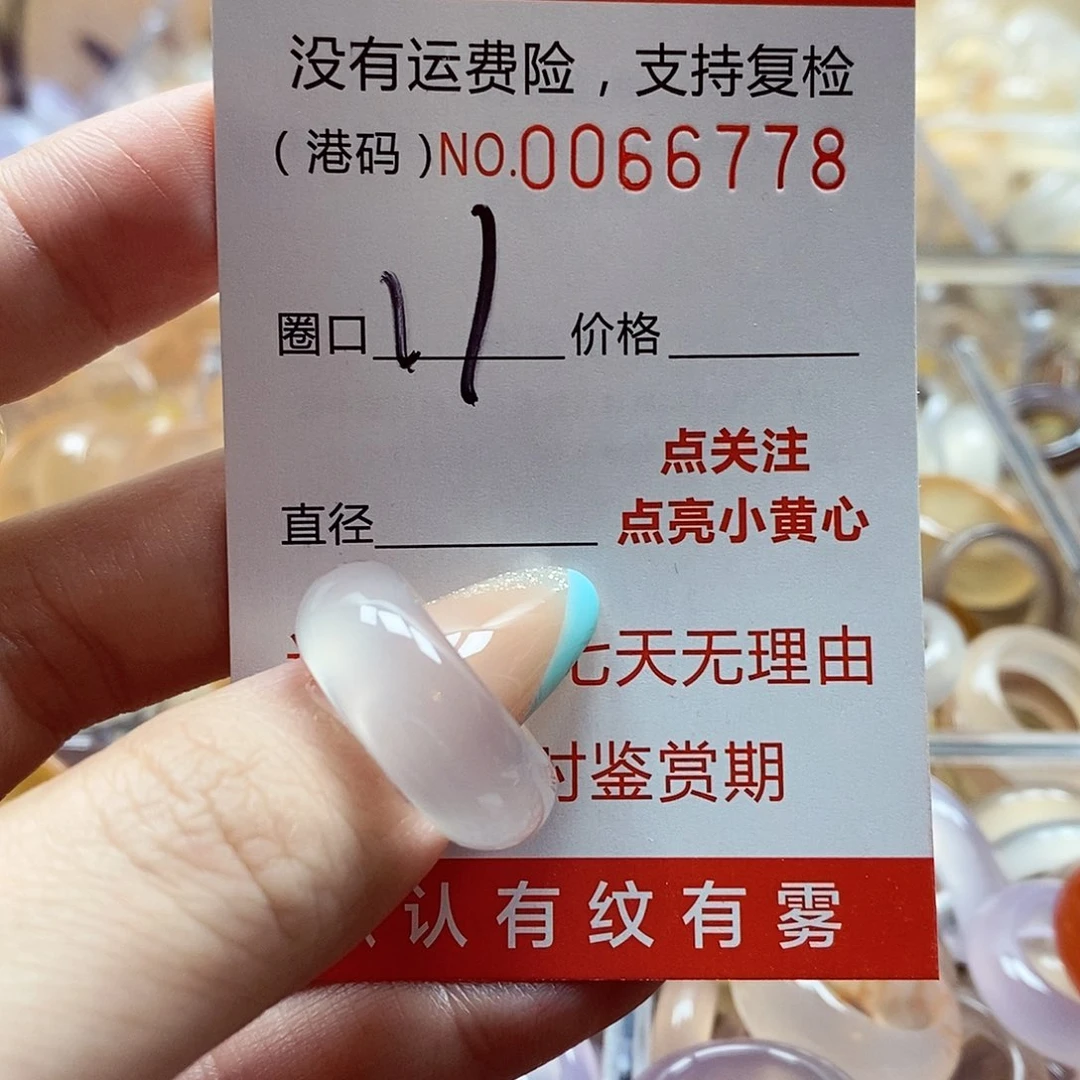 没有运费险，支持复检
（港码）NO.0066778
圈口 11 价格
点关注
直径 点亮小黄心
七天无理由
时鉴赏期
认有纹有雾